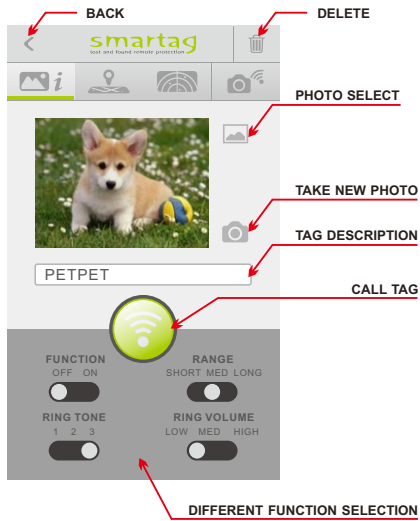 BACK
DELETE
smartag
lost and found remote protection
i
PHOTO SELECT
TAKE NEW PHOTO
TAG DESCRIPTION
PETPET
CALL TAG
FUNCTION
OFF ON
RANGE
SHORT MED LONG
RING TONE
1 2 3
RING VOLUME
LOW MED HIGH
DIFFERENT FUNCTION SELECTION